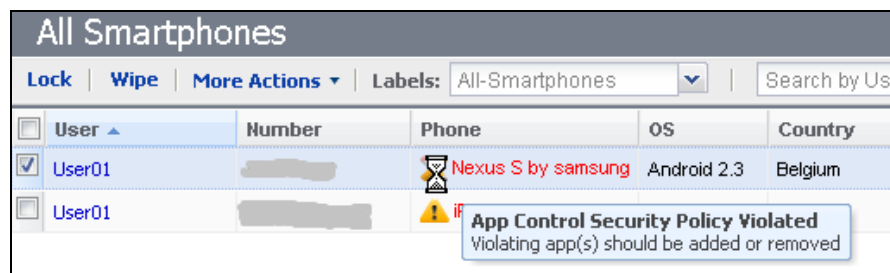 All Smartphones
Lock | Wipe | More Actions | Labels: All-Smartphones | Search by Us
User Number Phone OS Country
User01 Nexus S by samsung Android 2.3 Belgium
User01
App Control Security Policy Violated
Violating app(s) should be added or removed